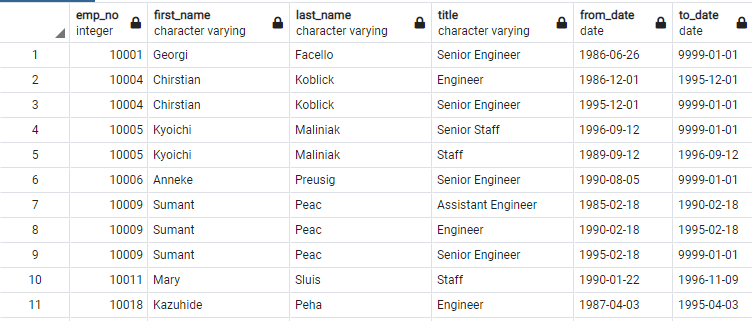 emp_no first_name last_name title from_date to_date
integer character varying character varying character varying date date
1 10001 Georgi Facello Senior Engineer 1986-06-26 9999-01-01
2 10004 Chirstian Koblick Engineer 1986-12-01 1995-12-01
3 10004 Chirstian Koblick Senior Engineer 1995-12-01 9999-01-01
4 10005 Kyoichi Maliniak Senior Staff 1996-09-12 9999-01-01
5 10005 Kyoichi Maliniak Staff 1989-09-12 1996-09-12
6 10006 Anneke Preusig Senior Engineer 1990-08-05 9999-01-01
7 10009 Sumant Peac Assistant Engineer 1985-02-18 1990-02-18
8 10009 Sumant Peac Engineer 1990-02-18 1995-02-18
9 10009 Sumant Peac Senior Engineer 1995-02-18 9999-01-01
10 10011 Mary Sluis Staff 1990-01-22 1996-11-09
11 10018 Kazuhide Peha Engineer 1987-04-03 1995-04-03